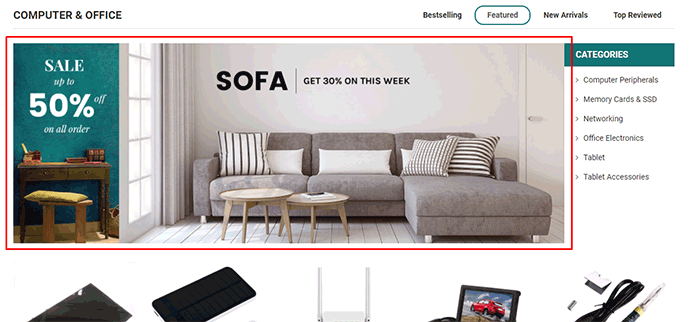 COMPUTER & OFFICE
Bestselling
Featured
New Arrivals
Top Reviewed
SALE
up to
50% off
on all order
SOFA
GET 30% ON THIS WEEK
CATEGORIES
Computer Peripherals
Memory Cards & SSD
Networking
Office Electronics
Tablet
Tablet Accessories